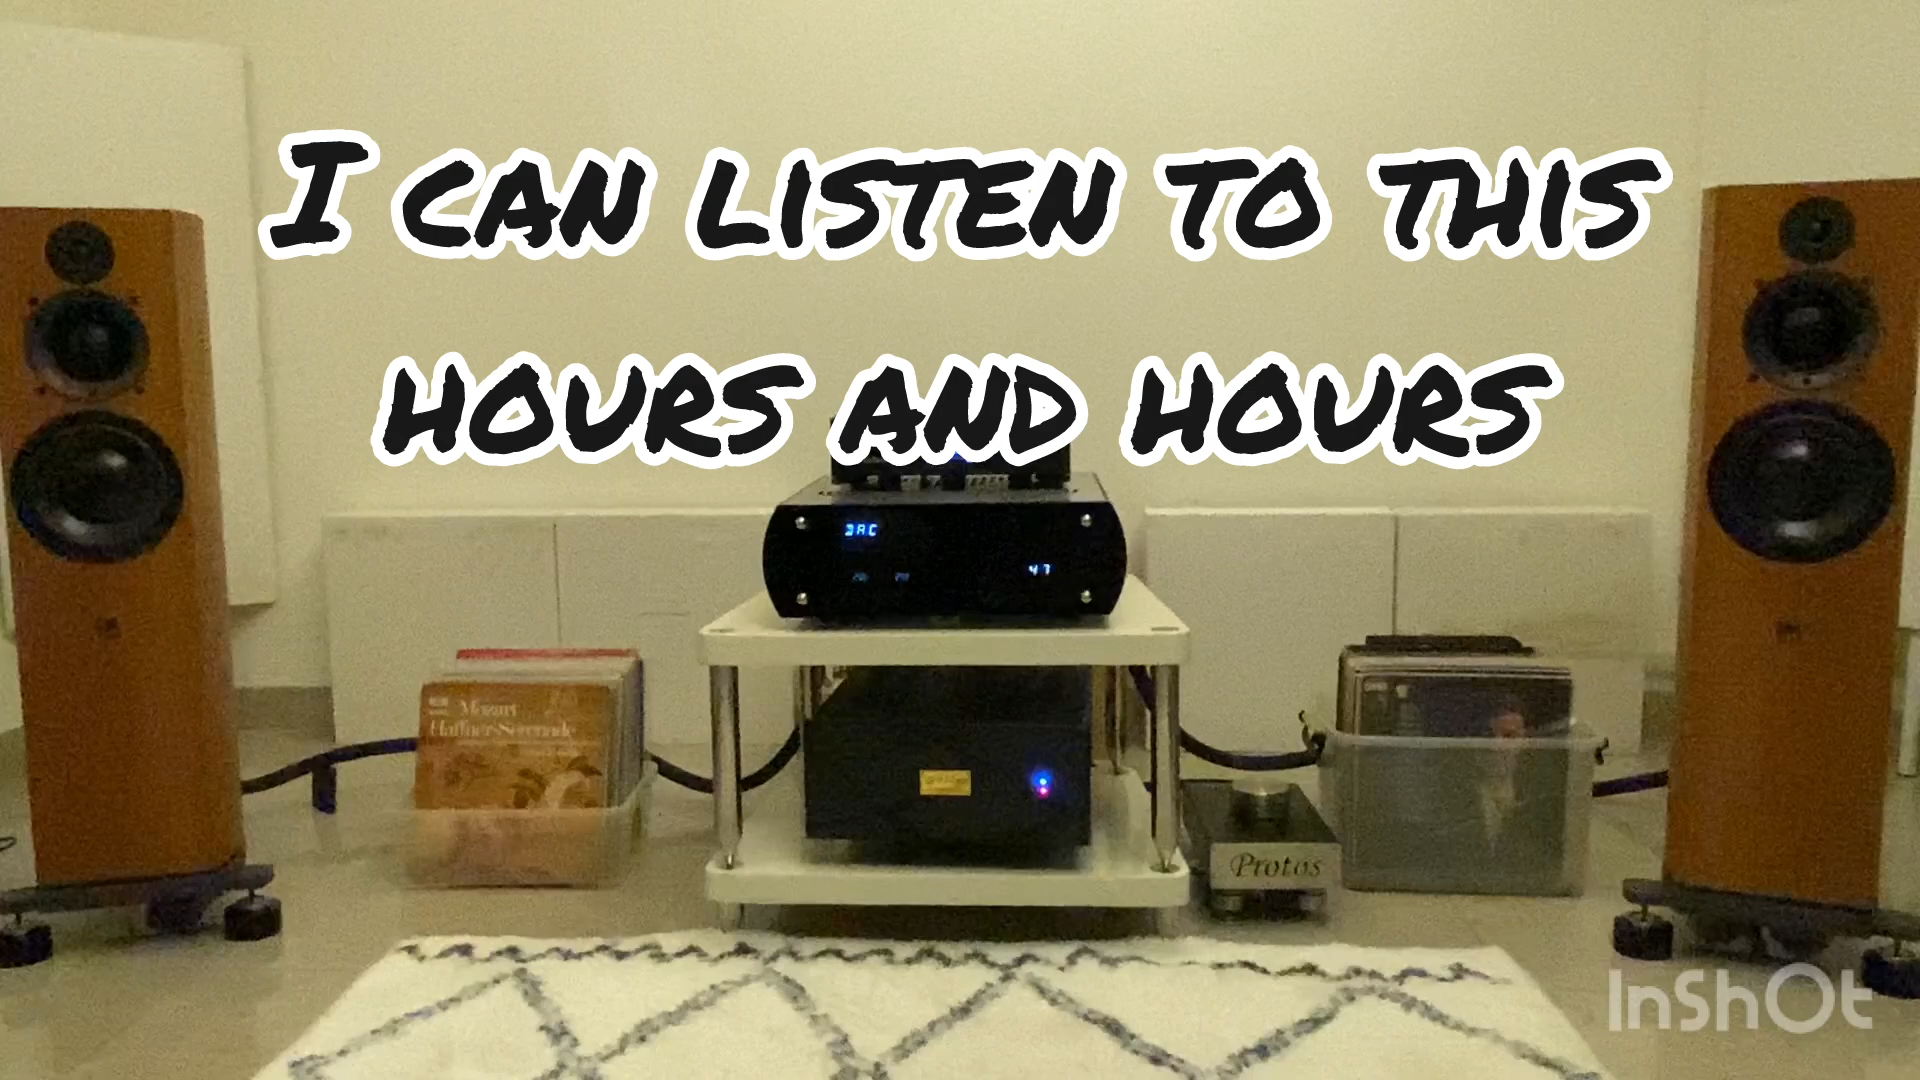 I CAN LISTEN TO THIS
HOURS AND HOURS
DAC
47
Mozart
Haffner-Serenade
Protos
InShOt